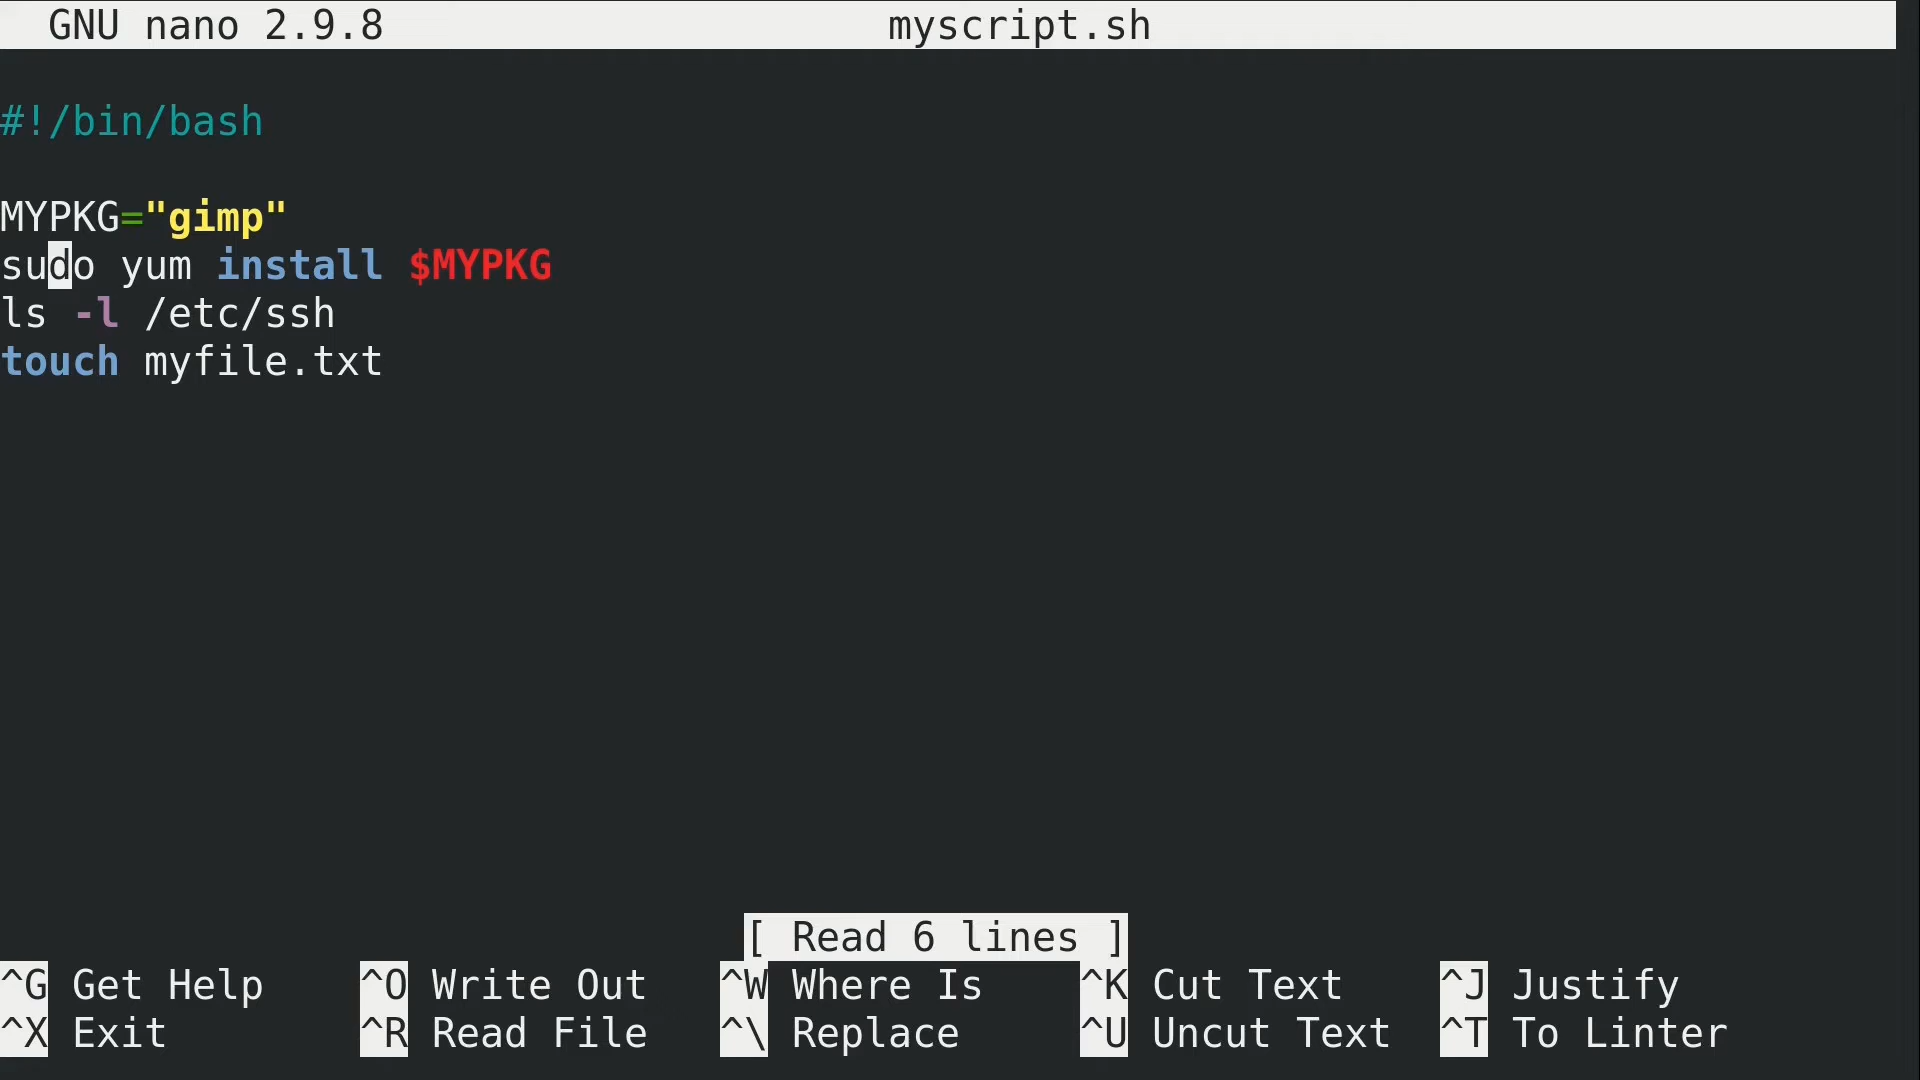 GNU nano 2.9.8 myscript.sh
#!/bin/bash
MYPKG="gimp"
sudo yum install $MYPKG
ls -l /etc/ssh
touch myfile.txt
[ Read 6 lines ]
^G Get Help ^O Write Out ^W Where Is ^K Cut Text ^J Justify
^X Exit ^R Read File ^\ Replace ^U Uncut Text ^T To Linter